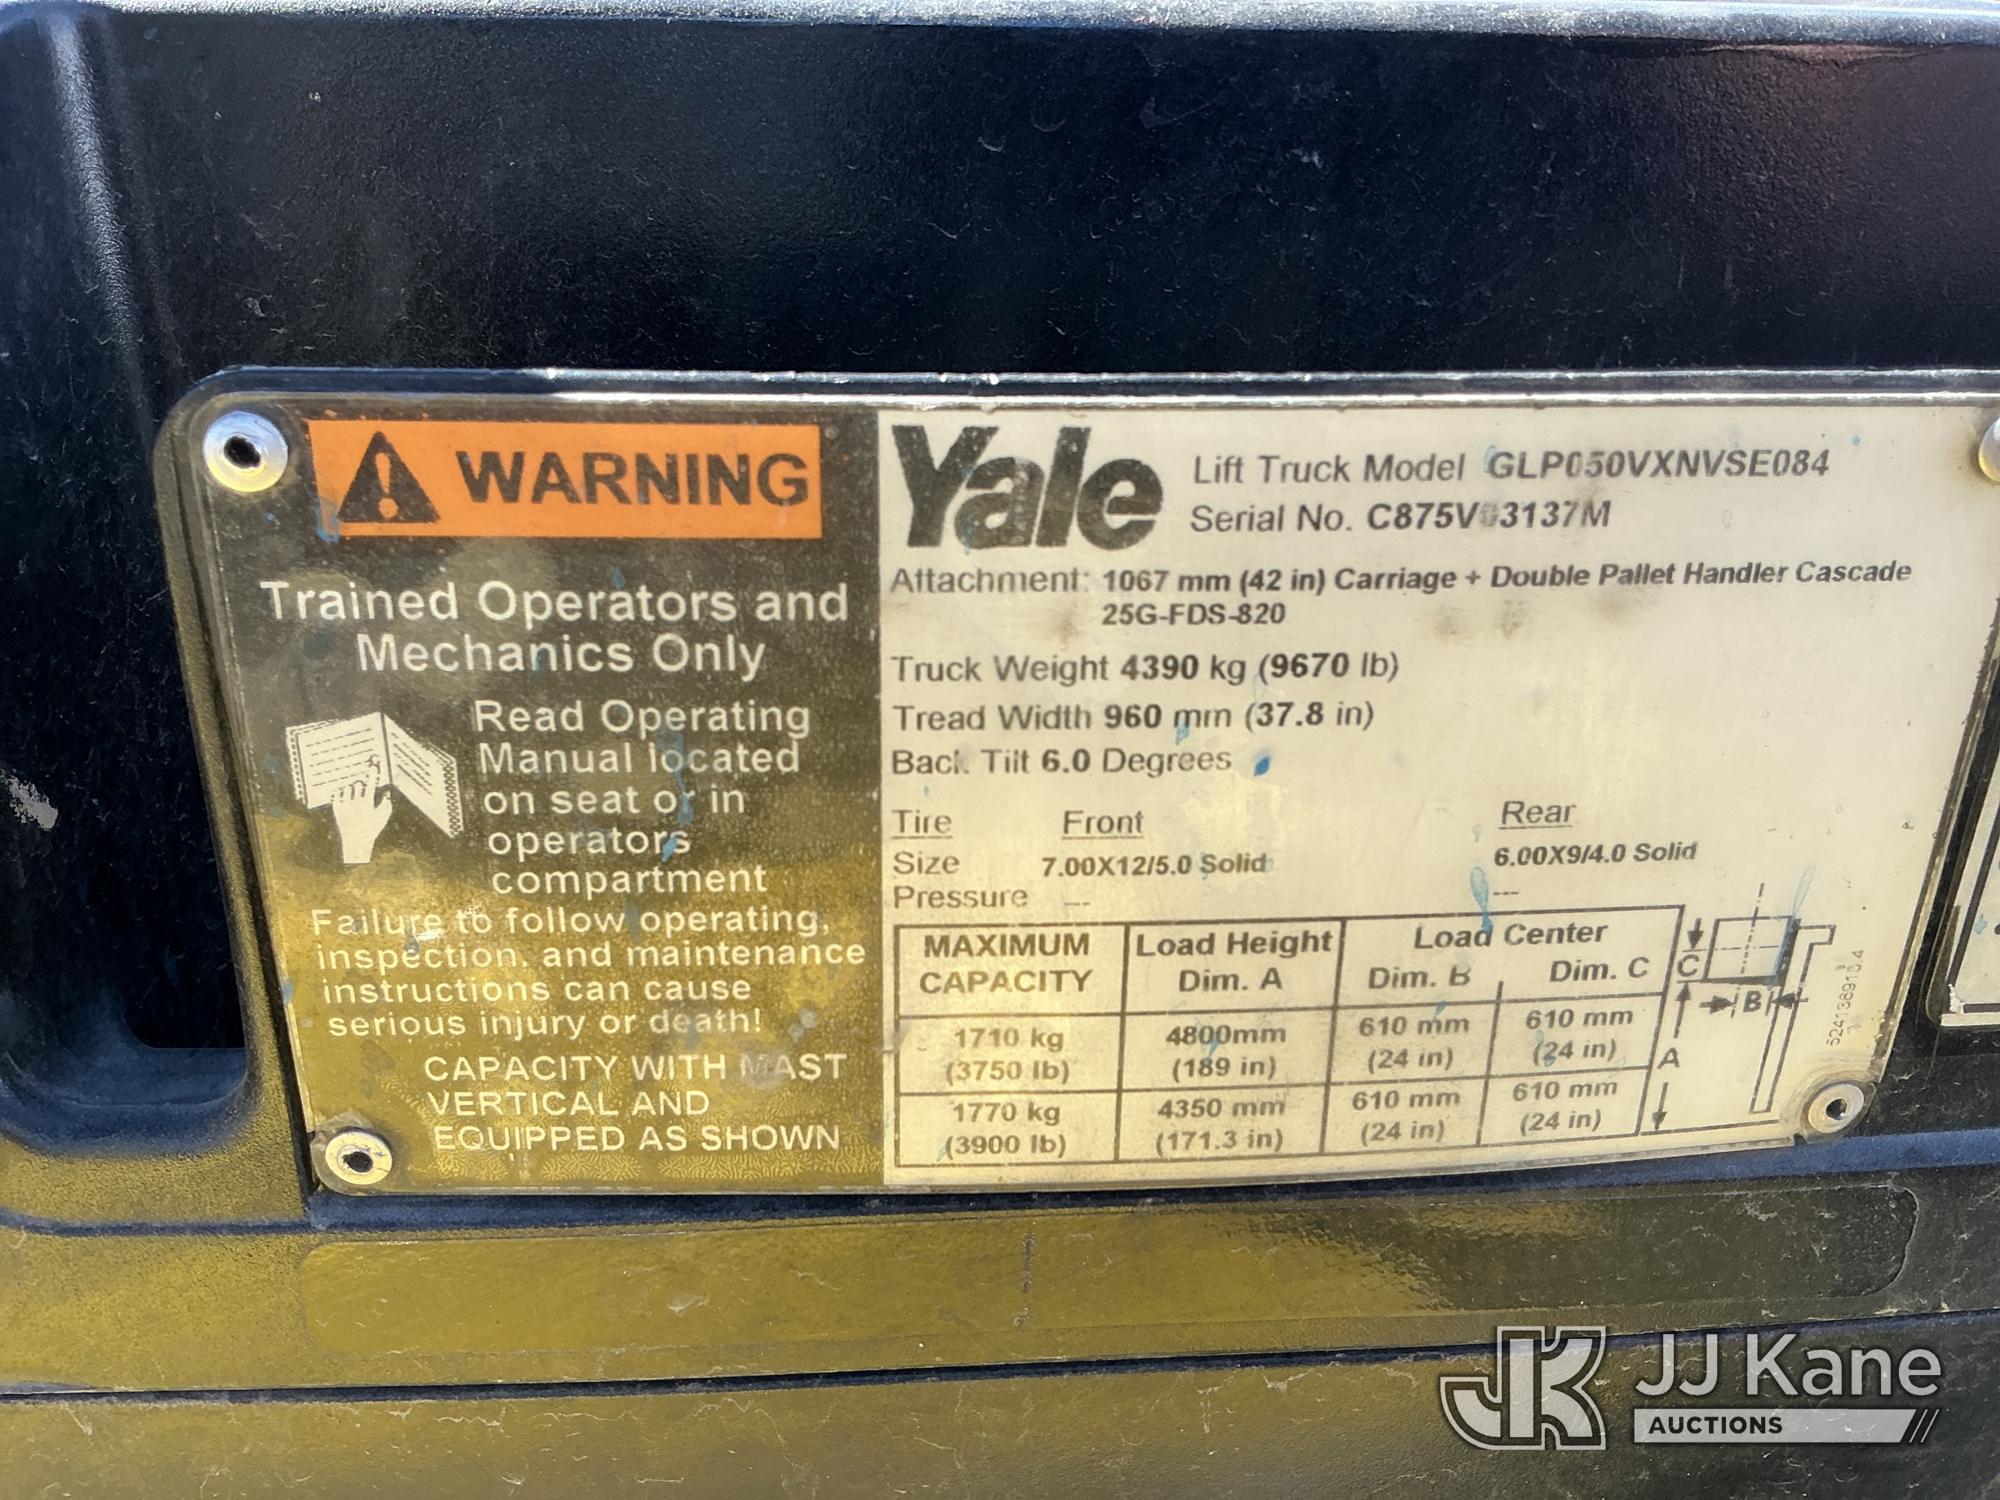 WARNING
Trained Operators and
Mechanics Only
Read Operating
Manual located
on seat or in
operators
compartment
Failure to follow operating,
inspection, and maintenance
instructions can cause
serious injury or death!
CAPACITY WITH MAST
VERTICAL AND
EQUIPPED AS SHOWN
Yale
Lift Truck Model GLP050VXNVSE084
Serial No. C875V03137M
Attachment: 1067 mm (42 in) Carriage + Double Pallet Handler Cascade
25G-FDS-820
Truck Weight 4390 kg (9670 lb)
Tread Width 960 mm (37.8 in)
Back Tilt 6.0 Degrees
Tire Front Rear
Size 7.00X12/5.0 Solid 6.00X9/4.0 Solid
Pressure --- ---
MAXIMUM Load Height Load Center
CAPACITY Dim. A Dim. B Dim. C
1710 kg 4800mm 610 mm 610 mm
(3750 lb) (189 in) (24 in) (24 in)
1770 kg 4350 mm 610 mm 610 mm
(3900 lb) (171.3 in) (24 in) (24 in)
C
B
A
JK JJ Kane
AUCTIONS